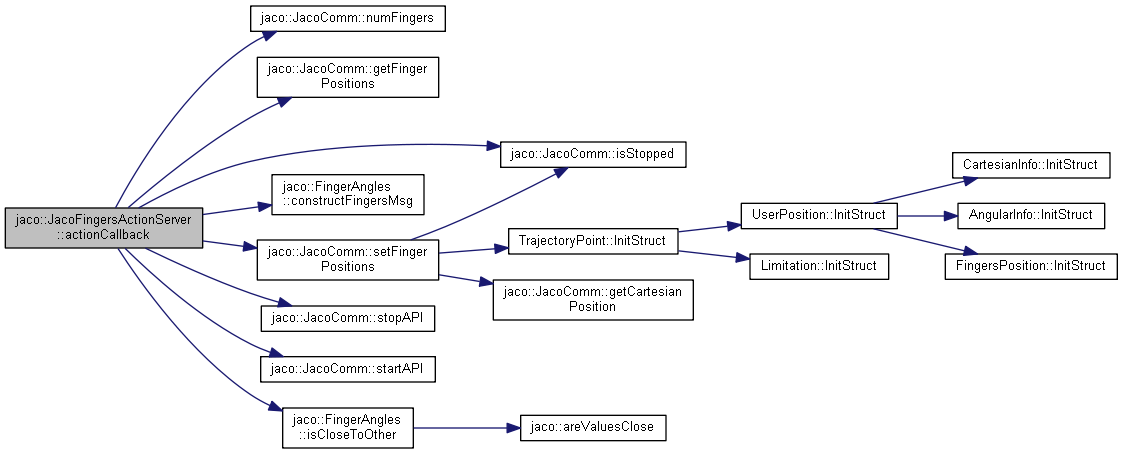 jaco::JacoComm::numFingers
jaco::JacoComm::getFinger
Positions
jaco::JacoComm::isStopped
jaco::FingerAngles
::constructFingersMsg
jaco::JacoFingersActionServer
::actionCallback
jaco::JacoComm::setFinger
Positions
TrajectoryPoint::InitStruct
UserPosition::InitStruct
CartesianInfo::InitStruct
AngularInfo::InitStruct
FingersPosition::InitStruct
Limitation::InitStruct
jaco::JacoComm::getCartesian
Position
jaco::JacoComm::stopAPI
jaco::JacoComm::startAPI
jaco::FingerAngles
::isCloseToOther
jaco::areValuesClose